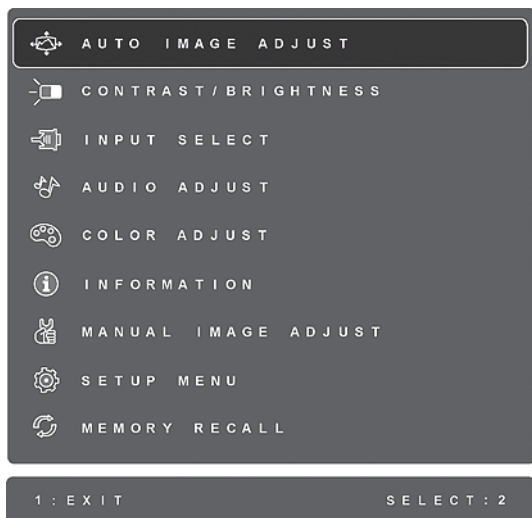 AUTO IMAGE ADJUST
CONTRAST/BRIGHTNESS
INPUT SELECT
AUDIO ADJUST
COLOR ADJUST
INFORMATION
MANUAL IMAGE ADJUST
SETUP MENU
MEMORY RECALL
1:EXIT SELECT:2